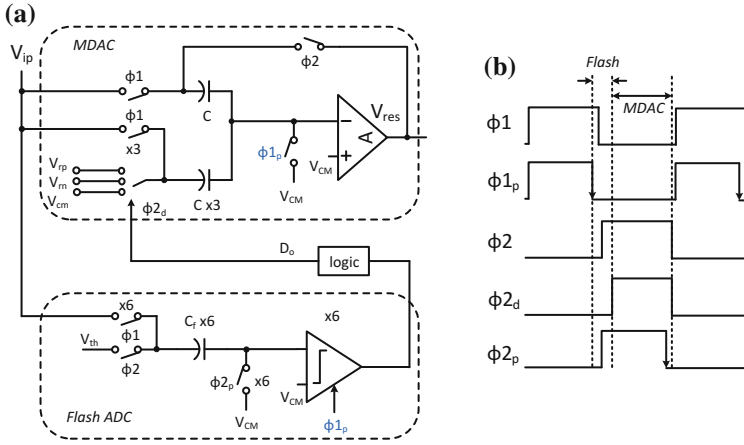 (a)
MDAC
V_ip
ϕ1
ϕ2
C
ϕ1
x3
V_rp
V_rn
V_cm
ϕ2_d
C x3
ϕ1_p
V_CM
V_CM
−
+
A
V_res
D_o
logic
x6
V_th
ϕ1
ϕ2
C_f x6
ϕ2_p
x6
V_CM
V_CM
x6
ϕ1_p
Flash ADC
(b)
Flash
MDAC
ϕ1
ϕ1_p
ϕ2
ϕ2_d
ϕ2_p